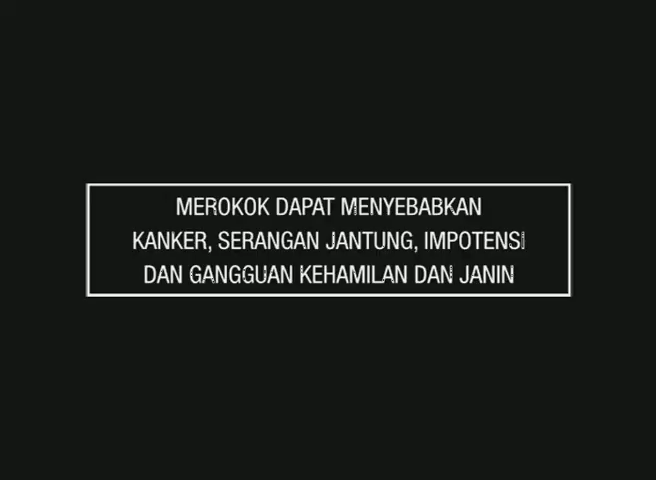 MEROKOK DAPAT MENYEBABKAN
KANKER, SERANGAN JANTUNG, IMPOTENSI
DAN GANGGUAN KEHAMILAN DAN JANIN